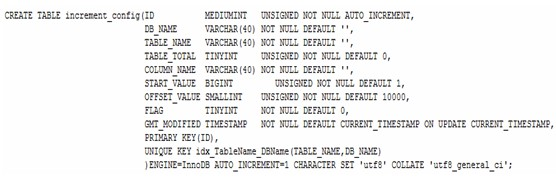 CREATE TABLE increment_config(ID MEDIUMINT UNSIGNED NOT NULL AUTO_INCREMENT,
DB_NAME VARCHAR(40) NOT NULL DEFAULT '',
TABLE_NAME VARCHAR(40) NOT NULL DEFAULT '',
TABLE_TOTAL TINYINT UNSIGNED NOT NULL DEFAULT 0,
COLUMN_NAME VARCHAR(40) NOT NULL DEFAULT '',
START_VALUE BIGINT UNSIGNED NOT NULL DEFAULT 1,
OFFSET_VALUE SMALLINT UNSIGNED NOT NULL DEFAULT 10000,
FLAG TINYINT NOT NULL DEFAULT 0,
GMT_MODIFIED TIMESTAMP NOT NULL DEFAULT CURRENT_TIMESTAMP ON UPDATE CURRENT_TIMESTAMP,
PRIMARY KEY(ID),
UNIQUE KEY idx_TableName_DBName(TABLE_NAME,DB_NAME)
)ENGINE=InnoDB AUTO_INCREMENT=1 CHARACTER SET 'utf8' COLLATE 'utf8_general_ci';